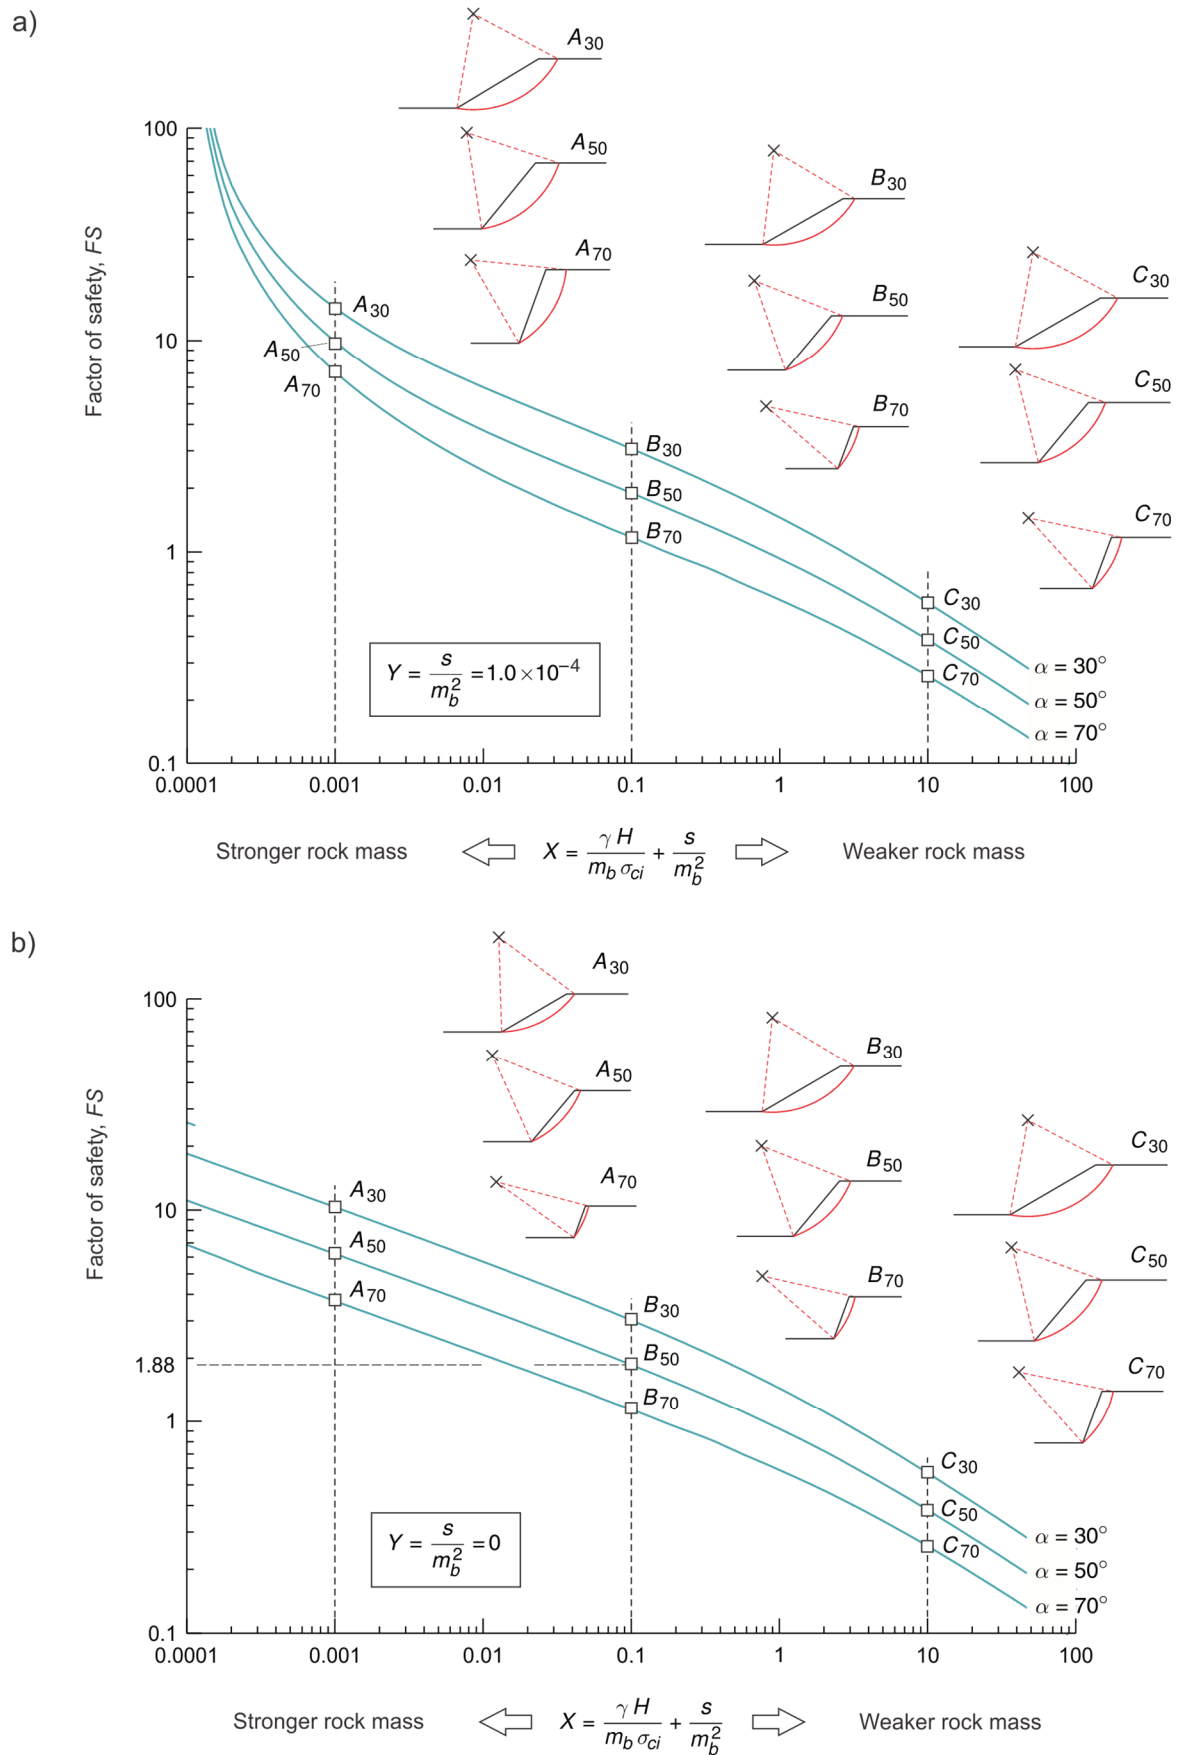 a)
A30
100
A50
B30
A70
C30
B50
Factor of safety, FS
A30
10
A50
A70
C50
B70
B30
B50
C70
B70
1
C30
C50
Y = s/m_b^2 = 1.0 × 10^-4
C70
α = 30°
α = 50°
α = 70°
0.1
0.0001 0.001 0.01 0.1 1 10 100
Stronger rock mass X = γ H/m_b σ_ci + s/m_b^2 Weaker rock mass
b)
A30
100
B30
A50
C30
B50
A70
Factor of safety, FS
A30
10
A50
C50
A70
B70
B30
1.88
B50
C70
B70
1
C30
C50
Y = s/m_b^2 = 0
C70
α = 30°
α = 50°
α = 70°
0.1
0.0001 0.001 0.01 0.1 1 10 100
Stronger rock mass X = γ H/m_b σ_ci + s/m_b^2 Weaker rock mass